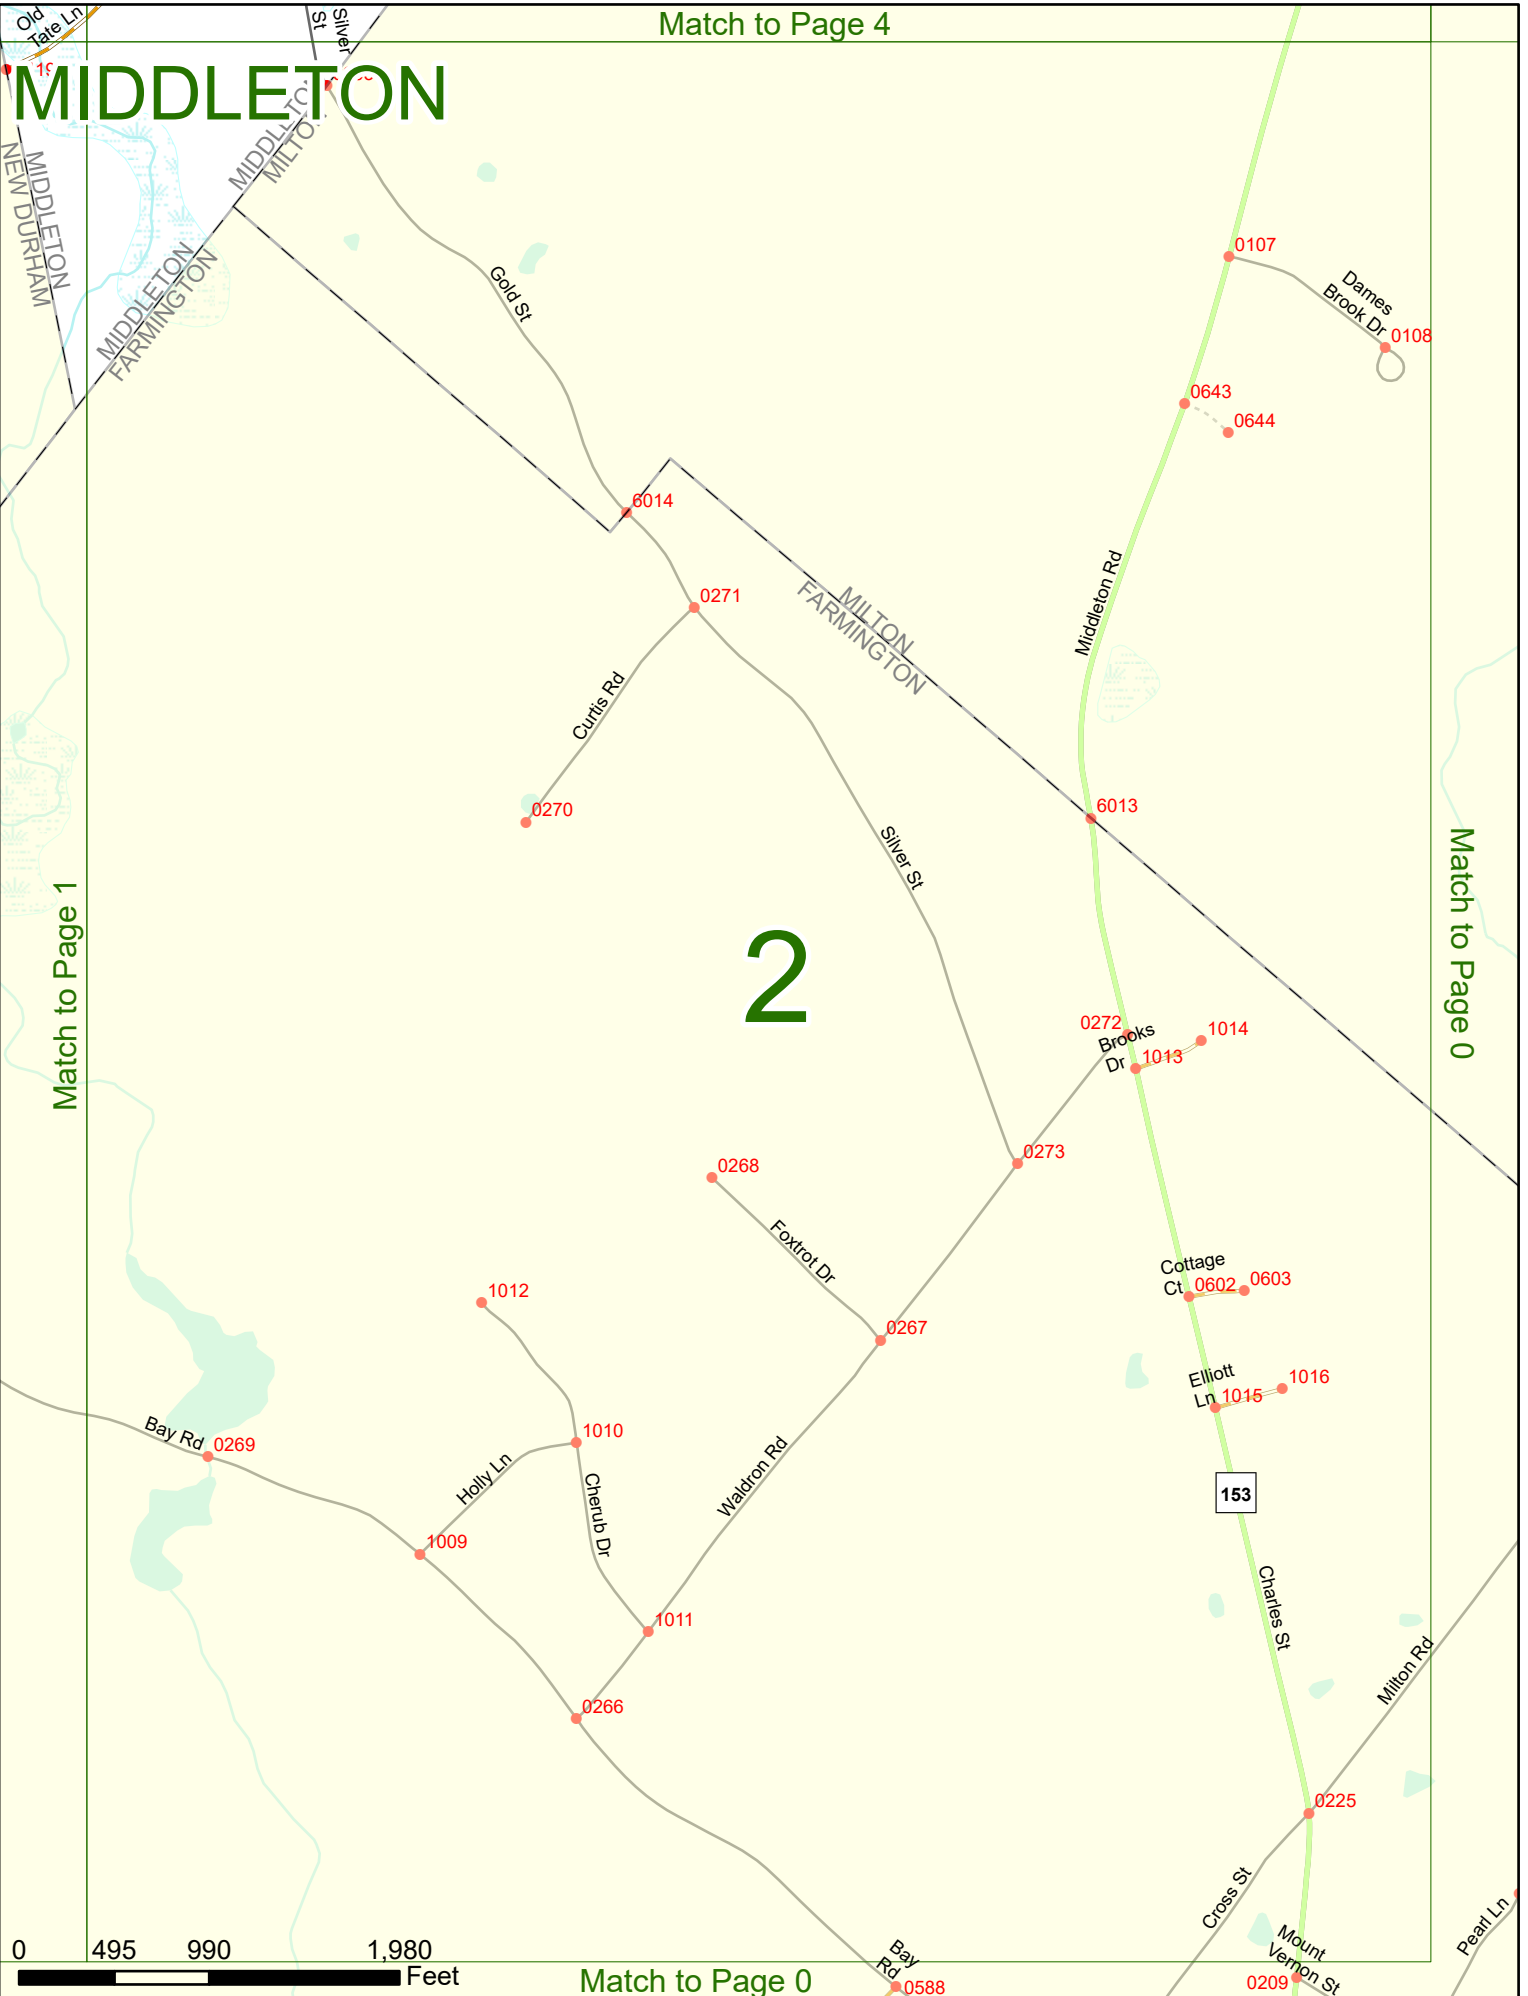 Match to Page 4
Old
Tate Ln
Silver
St
MIDDLETON
MIDDLETON
MILTON
MIDDLETON
NEW DURHAM
MIDDLETON
FARMINGTON
Gold St
0107
Dames
Brook Dr
0108
0643
0644
6014
0271
MILTON
FARMINGTON
Middleton Rd
Curtis Rd
0270
6013
Silver St
Match to Page 1
Match to Page 0
2
0272
Brooks
Dr
1013
1014
0273
0268
Foxtrot Dr
Cottage
Ct
0602
0603
1012
0267
Elliott
Ln
1015
1016
Bay Rd
0269
1010
Holly Ln
Cherub Dr
Waldron Rd
153
1009
Charles St
1011
Milton Rd
0266
0225
Cross St
Pearl Ln
Mount
Vernon St
0209
Bay
Rd
0588
0 495 990 1,980
Feet
Match to Page 0